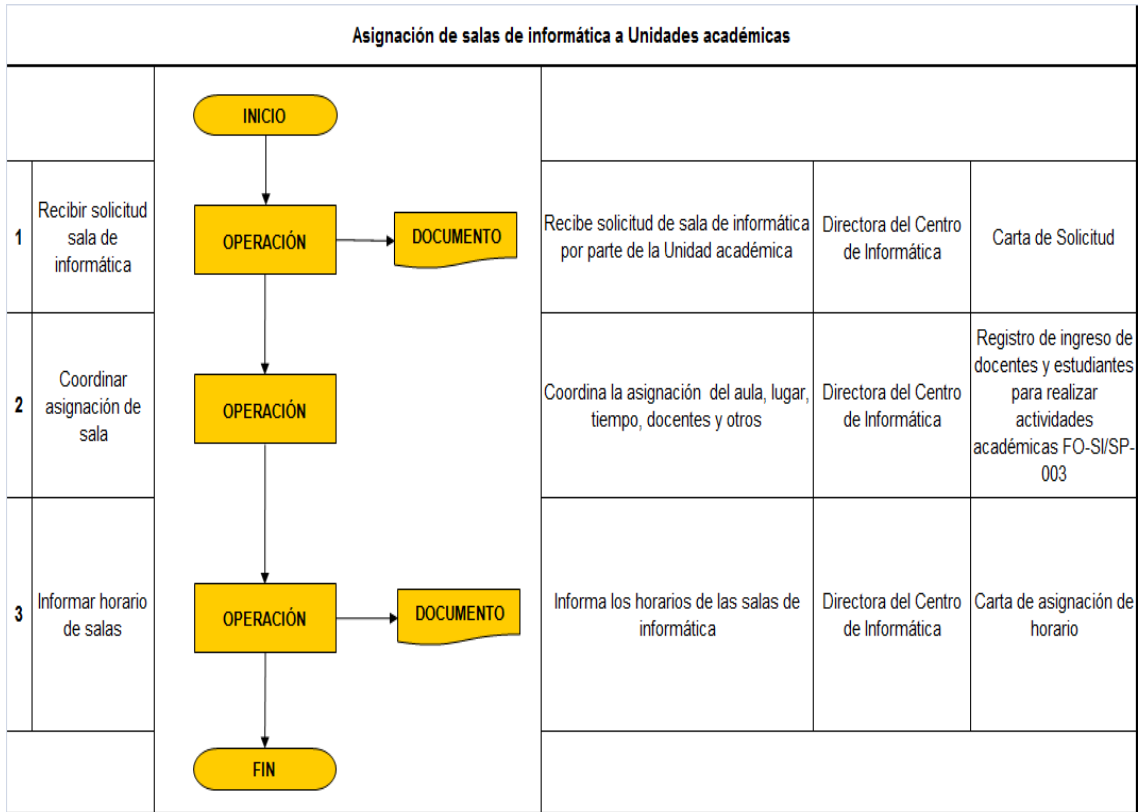 Asignación de salas de informática a Unidades académicas
INICIO
1
Recibir solicitud
sala de
informática
OPERACIÓN
DOCUMENTO
Recibe solicitud de sala de informática
por parte de la Unidad académica
Directora del Centro
de Informática
Carta de Solicitud
2
Coordinar
asignación de
sala
OPERACIÓN
Coordina la asignación del aula, lugar,
tiempo, docentes y otros
Directora del Centro
de Informática
Registro de ingreso de
docentes y estudiantes
para realizar
actividades
académicas FO-SI/SP-
003
3
Informar horario
de salas
OPERACIÓN
DOCUMENTO
Informa los horarios de las salas de
informática
Directora del Centro
de Informática
Carta de asignación de
horario
FIN